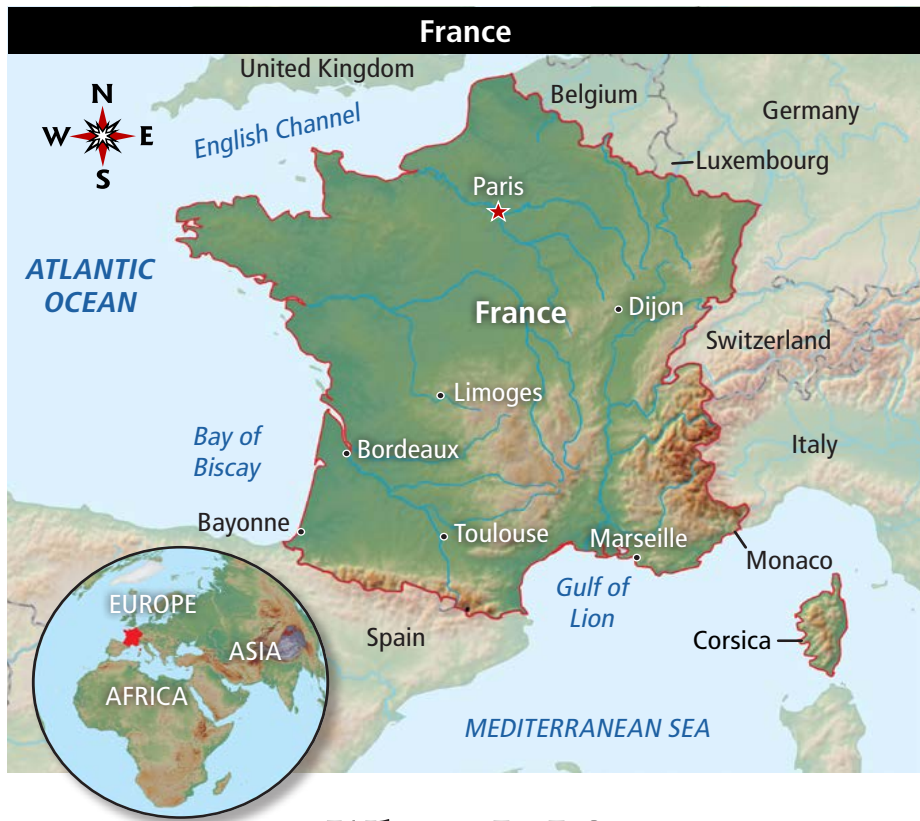 France
United Kingdom
N
W
E
S
English Channel
Belgium
Germany
Luxembourg
Paris
ATLANTIC
OCEAN
France
Dijon
Switzerland
Limoges
Bay of
Biscay
Bordeaux
Italy
Bayonne
Toulouse
Marseille
Monaco
Gulf of
Lion
Spain
Corsica
EUROPE
ASIA
AFRICA
MEDITERRANEAN SEA